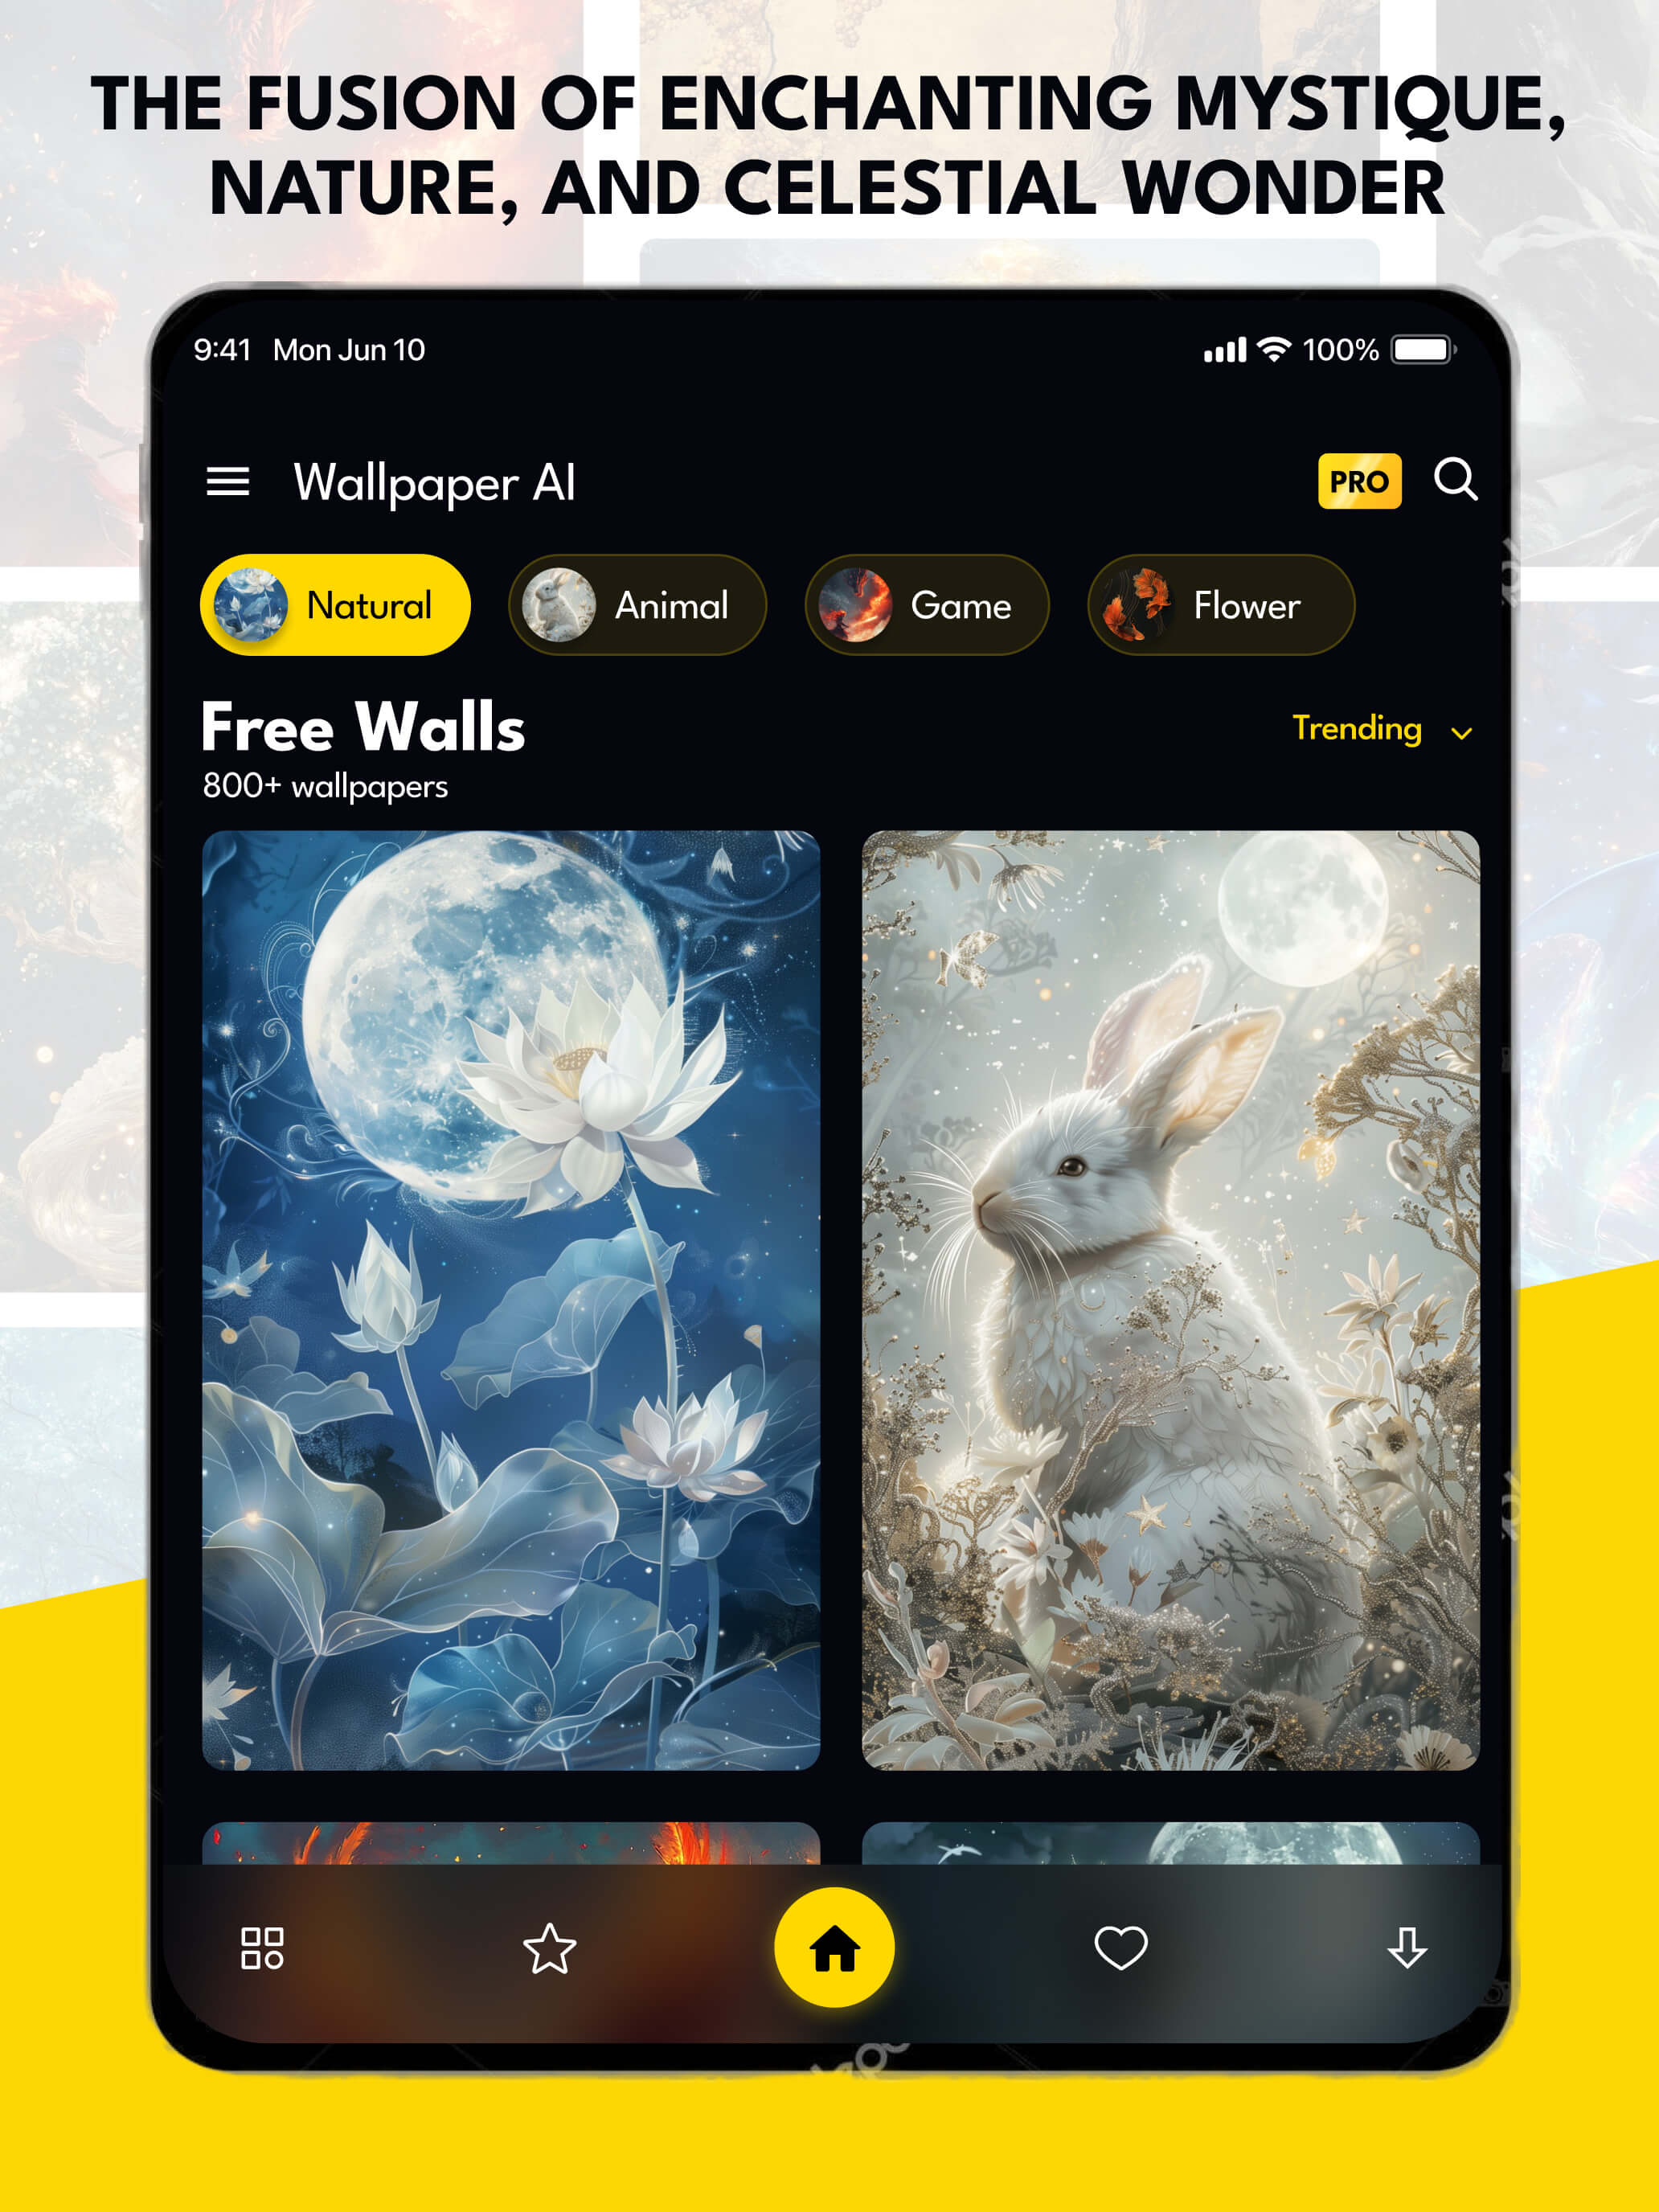 THE FUSION OF ENCHANTING MYSTIQUE,
NATURE, AND CELESTIAL WONDER
9:41 Mon Jun 10 100%
Wallpaper AI PRO
Natural Animal Game Flower
Free Walls Trending
800+ wallpapers